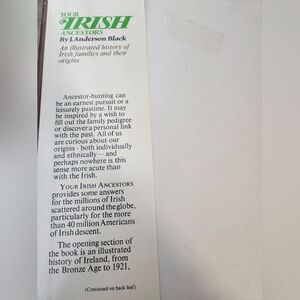 YOUR
IRISH
ANCESTORS
By J. Anderson Black
An illustrated history of
Irish families and their
origins
Ancestor-hunting can
be an earnest pursuit or a
leisurely pastime. It may
be inspired by a wish to
fill out the family pedigree
or discover a personal link
with the past. All of us
are curious about our
origins - both individually
and ethnically — and
perhaps nowhere is this
sense more acute than
with the Irish.
YOUR IRISH ANCESTORS
provides some answers
for the millions of Irish
scattered around the globe,
particularly for the more
than 40 million Americans
of Irish descent.
The opening section of
the book is an illustrated
history of Ireland, from
the Bronze Age to 1921,
(Continued on back leaf)